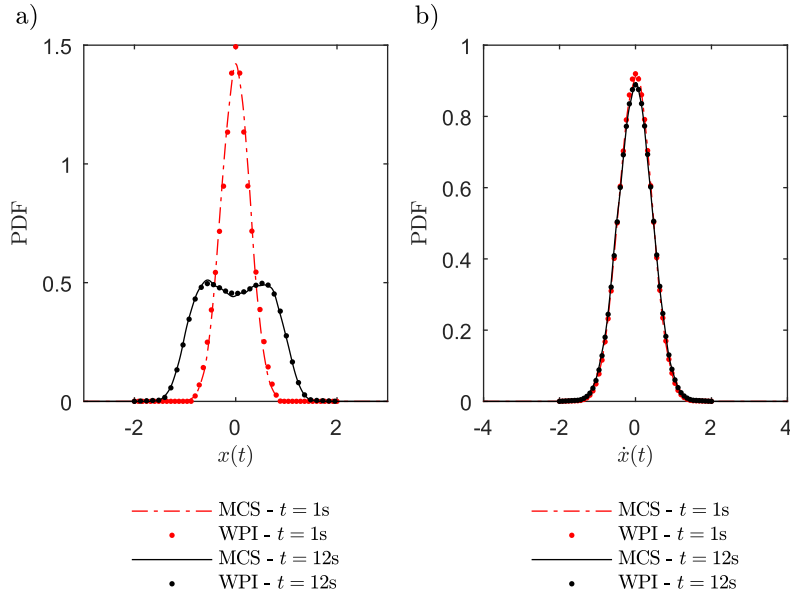 a)
1.5
1
0.5
0
-2
0
2
PDF
x(t)
MCS - t = 1s
WPI - t = 1s
MCS - t = 12s
WPI - t = 12s
b)
1
0.8
0.6
0.4
0.2
0
-4
-2
0
2
4
PDF
ẋ(t)
MCS - t = 1s
WPI - t = 1s
MCS - t = 12s
WPI - t = 12s